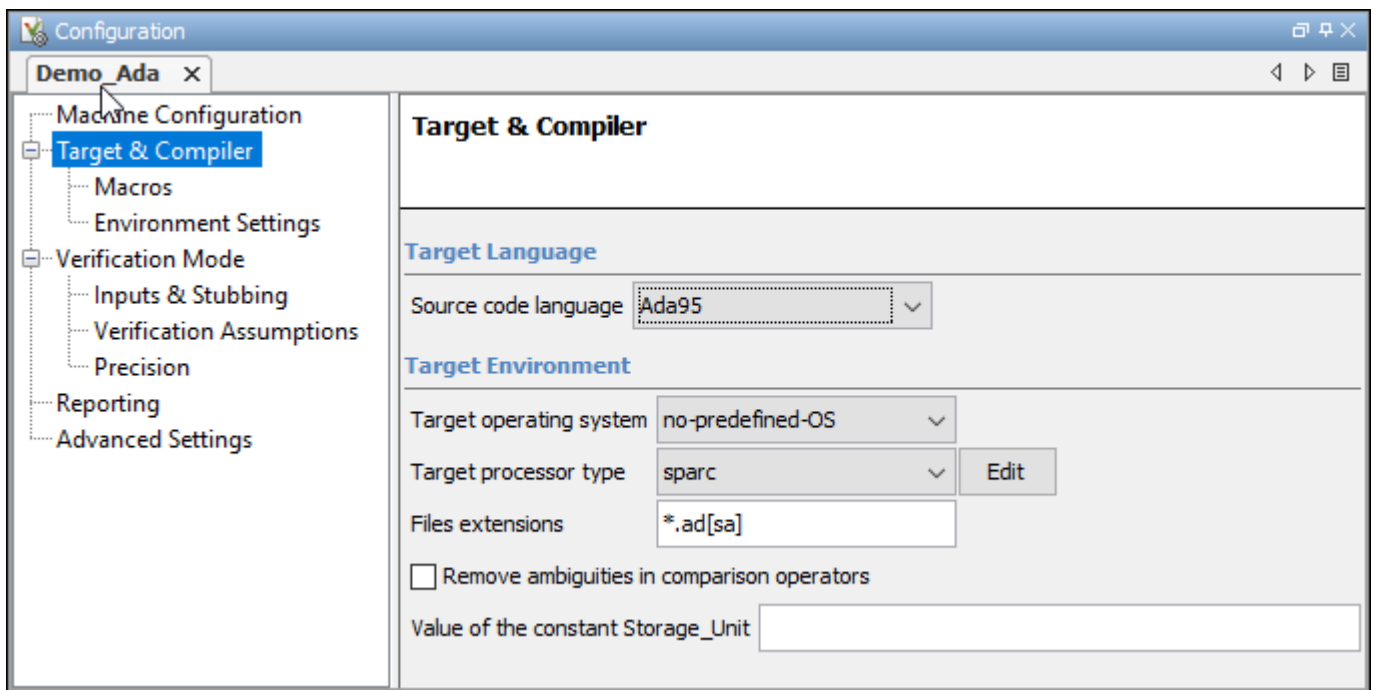 Configuration
Demo_Ada
Machine Configuration
Target & Compiler
Macros
Environment Settings
Verification Mode
Inputs & Stubbing
Verification Assumptions
Precision
Reporting
Advanced Settings
Target & Compiler
Target Language
Source code language Ada95
Target Environment
Target operating system no-predefined-OS
Target processor type sparc Edit
Files extensions *.ad[sa]
Remove ambiguities in comparison operators
Value of the constant Storage_Unit